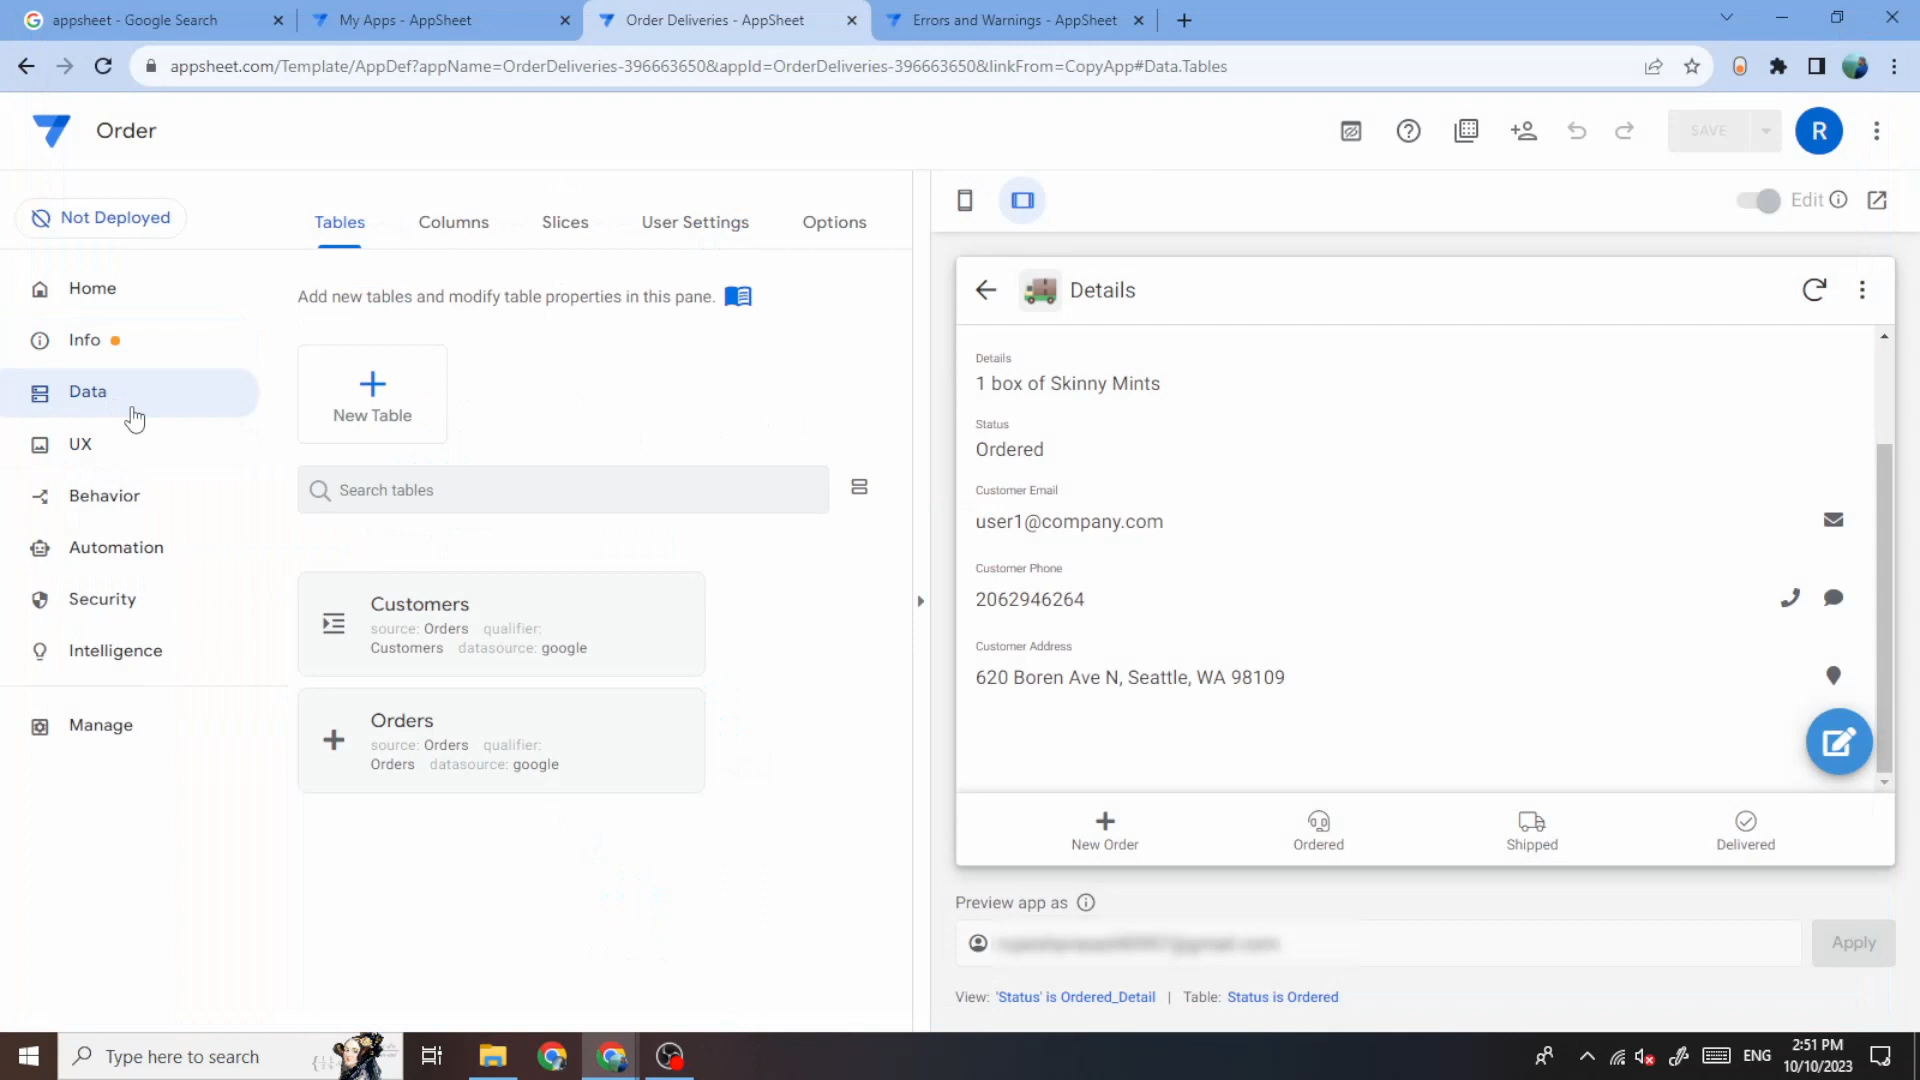 appsheet - Google Search
My Apps - AppSheet
Order Deliveries - AppSheet
Errors and Warnings - AppSheet
appsheet.com/Template/AppDef?appName=OrderDeliveries-396663650&appId=OrderDeliveries-396663650&linkFrom=CopyApp#Data.Tables
Order
SAVE
R
Not Deployed
Tables Columns Slices User Settings Options
Edit
Home
Info
Data
UX
Behavior
Automation
Security
Intelligence
Manage
Add new tables and modify table properties in this pane.
New Table
Search tables
Customers
source: Orders qualifier:
Customers datasource: google
Orders
source: Orders qualifier:
Orders datasource: google
Details
Details
1 box of Skinny Mints
Status
Ordered
Customer Email
user1@company.com
Customer Phone
2062946264
Customer Address
620 Boren Ave N, Seattle, WA 98109
New Order
Ordered
Shipped
Delivered
Preview app as
Apply
View: 'Status' is Ordered_Detail | Table: Status is Ordered
Type here to search
ENG
2:51 PM
10/10/2023